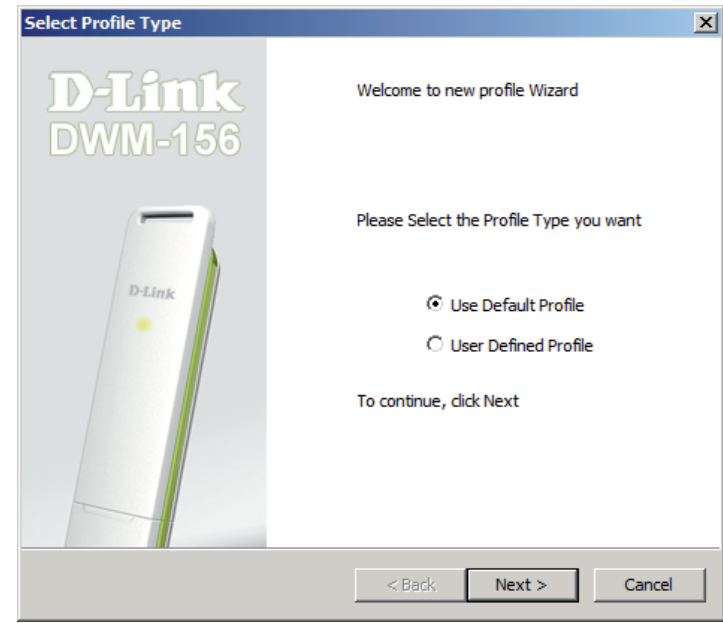 Select Profile Type
D-Link
DWM-156
D-Link
Welcome to new profile Wizard
Please Select the Profile Type you want
Use Default Profile
User Defined Profile
To continue, click Next
< Back
Next >
Cancel